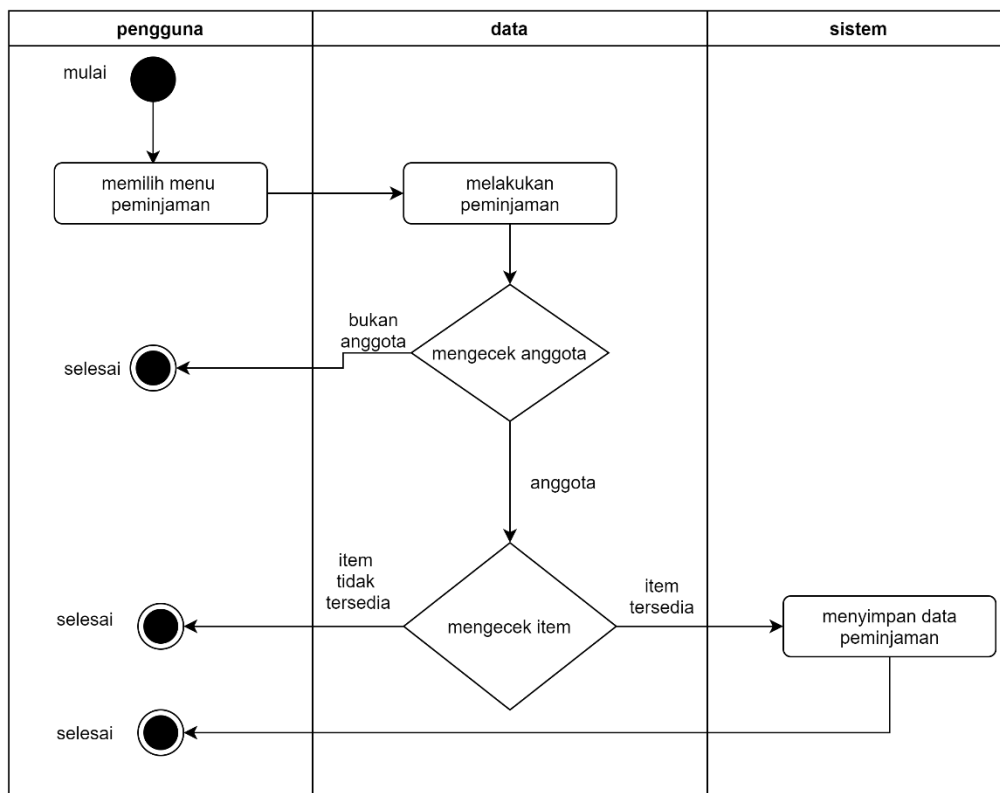 pengguna
data
sistem
mulai
memilih menu
peminjaman
melakukan
peminjaman
bukan
anggota
mengecek anggota
selesai
anggota
item
tidak
tersedia
item
tersedia
selesai
mengecek item
menyimpan data
peminjaman
selesai